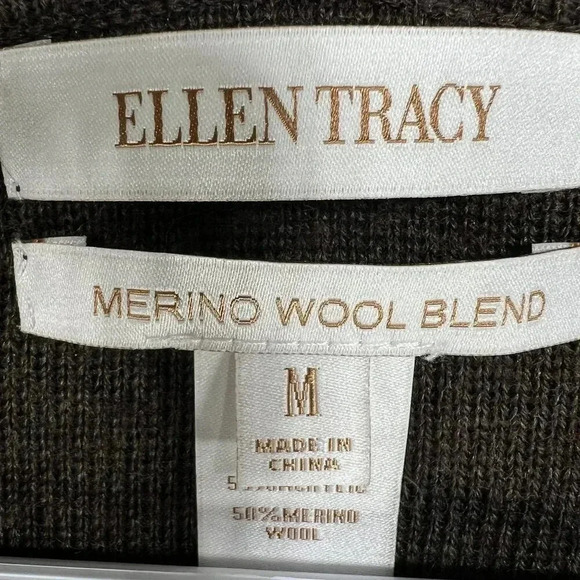 ELLEN TRACY
MERINO WOOL BLEND
M
MADE IN
CHINA
50%MERINO
WOOL